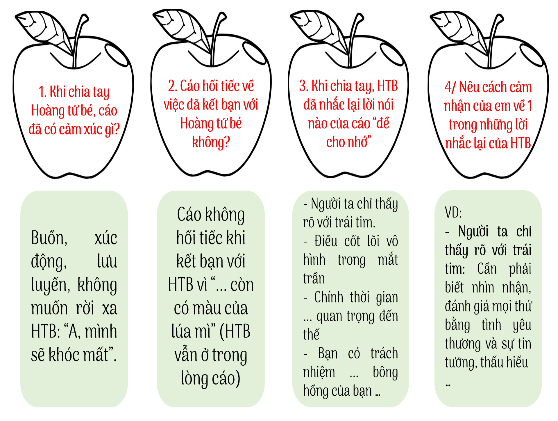 1. Khi chia tay
Hoàng tử bé, cáo
đã có cảm xúc gì?
2. Cáo hối tiếc về
việc đã kết bạn với
Hoàng tử bé
không?
3. Khi chia tay, HTB
đã nhắc lại lời nói
nào của cáo “để
cho nhớ”
4/ Nêu cách cảm
nhận của em về 1
trong những lời
nhắc lại của HTB
Buồn, xúc
động, lưu
luyến, không
muốn rời xa
HTB: “A, mình
sẽ khóc mất”.
Cáo không
hối tiếc khi
kết bạn với
HTB vì “... còn
có màu của
lúa mì” (HTB
vẫn ở trong
lòng cáo)
- Người ta chỉ thấy
rõ với trái tim.
- Điều cốt lõi vô
hình trong mắt
trần
- Chính thời gian
... quan trọng đến
thế
- Bạn có trách
nhiệm ... bông
hồng của bạn ...
VD:
- Người ta chỉ
thấy rõ với trái
tim: Cần phải
biết nhìn nhận,
đánh giá mọi thứ
bằng tình yêu
thương và sự tin
tưởng, thấu hiểu
...